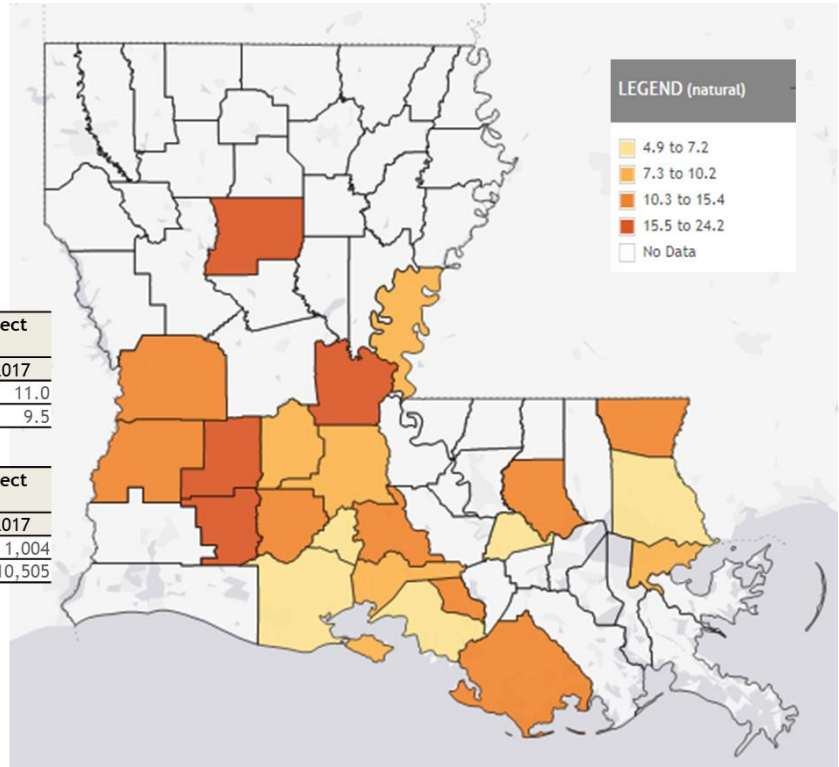 LEGEND (natural)
4.9 to 7.2
7.3 to 10.2
10.3 to 15.4
15.5 to 24.2
No Data
ect
017
11.0
9.5
ect
2017
1,004
10,505